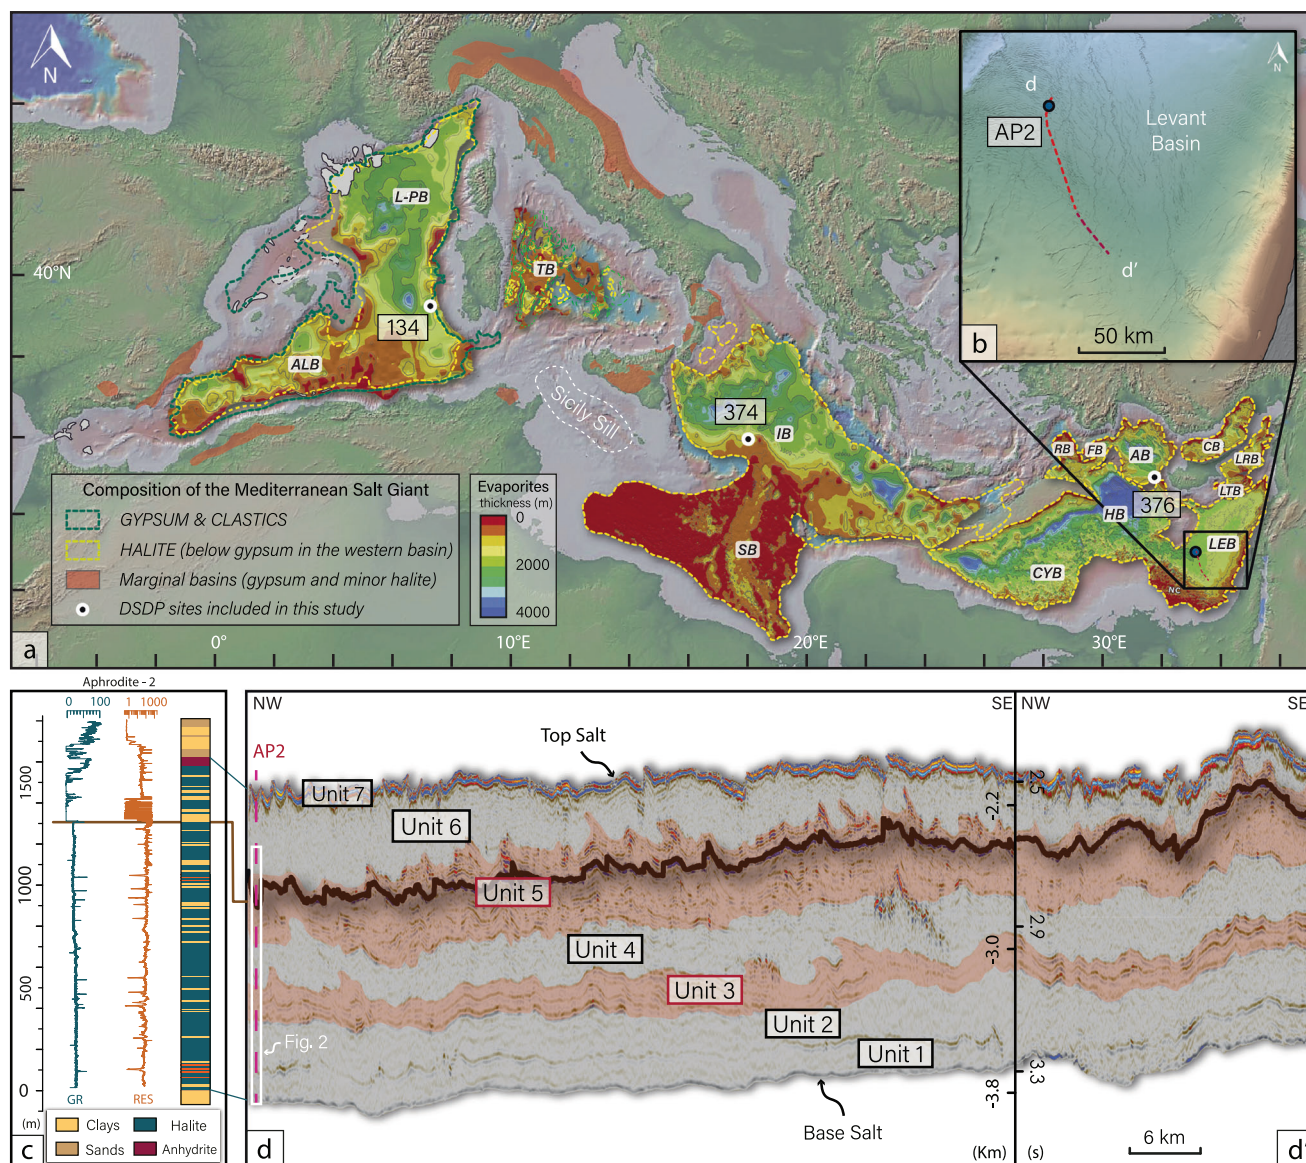 N
40°N
L-PB
TB
134
ALB
Sicily Sill
374
IB
SB
RB
FB
AB
CB
LRB
LTB
376
HB
LEB
CYB
NC
d
AP2
Levant
Basin
d'
N
b
50 km
Composition of the Mediterranean Salt Giant
GYPSUM & CLASTICS
HALITE (below gypsum in the western basin)
Marginal basins (gypsum and minor halite)
DSDP sites included in this study
Evaporites
thickness (m)
0
2000
4000
a
0°
10°E
20°E
30°E
Aphrodite - 2
0 100
1 1000
1500
1000
500
0
(m)
GR
RES
Clays
Halite
Sands
Anhydrite
c
NW
SE
NW
SE
AP2
Top Salt
Unit 7
Unit 6
Unit 5
Unit 4
Unit 3
Unit 2
Unit 1
Fig. 2
Base Salt
2.5
-2.2
2.9
-3.0
3.3
-3.8
d
(Km)
(s)
6 km
d'